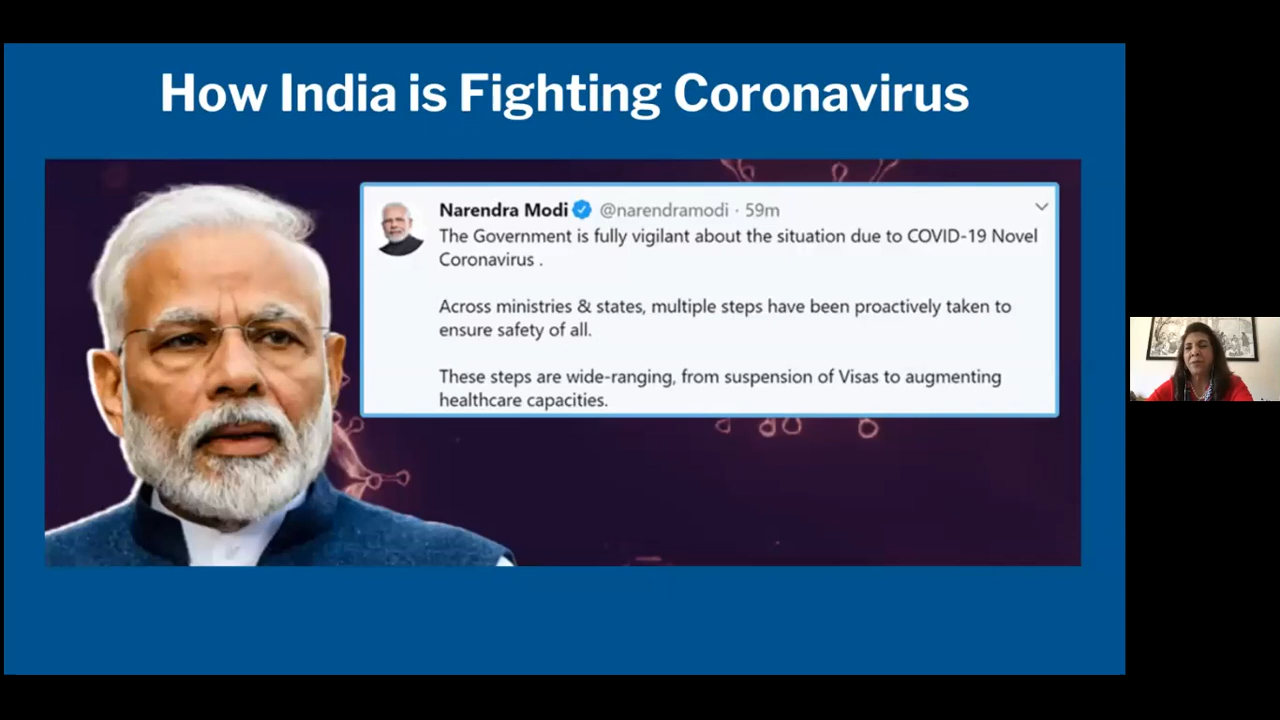 How India is Fighting Coronavirus
Narendra Modi @narendramodi · 59m
The Government is fully vigilant about the situation due to COVID-19 Novel
Coronavirus .
Across ministries & states, multiple steps have been proactively taken to
ensure safety of all.
These steps are wide-ranging, from suspension of Visas to augmenting
healthcare capacities.